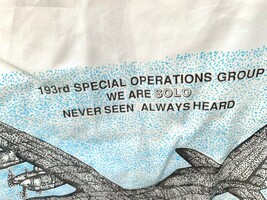 193rd SPECIAL OPERATIONS GROUP
WE ARE SOLO
NEVER SEEN ALWAYS HEARD